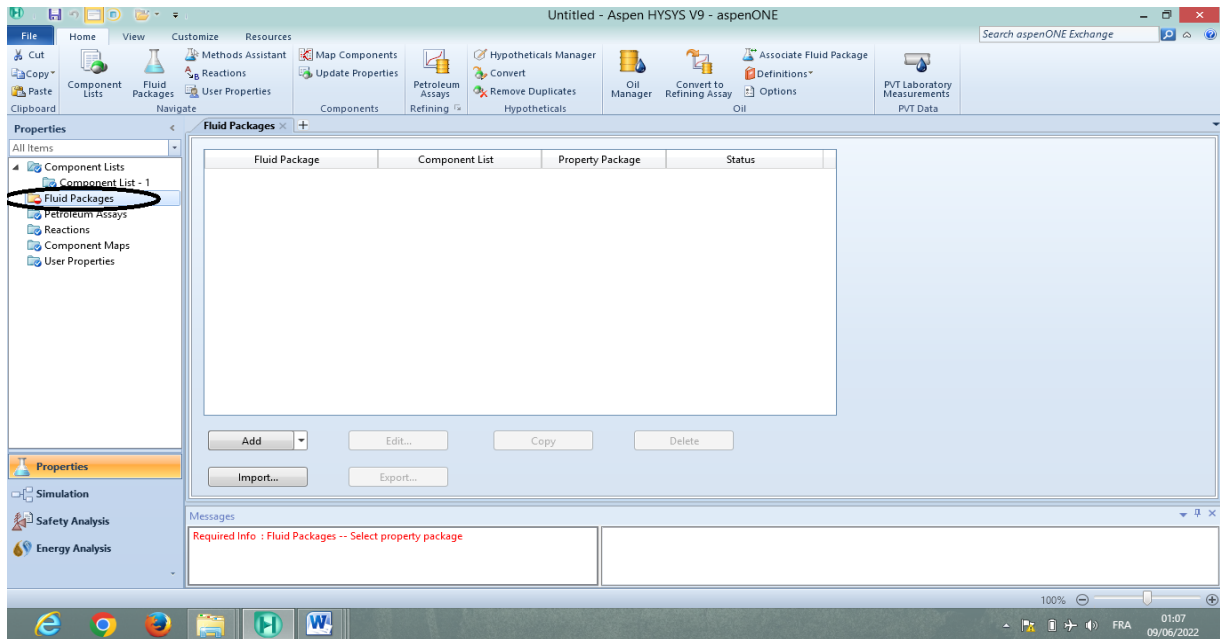 Untitled - Aspen HYSYS V9 - aspenONE
File Home View Customize Resources Search aspenONE Exchange
Cut
Copy
Paste
Clipboard
Component Lists
Fluid Packages
Methods Assistant
Reactions
User Properties
Navigate
Map Components
Update Properties
Components
Petroleum Assays
Refining
Hypotheticals Manager
Convert
Remove Duplicates
Hypotheticals
Oil Manager
Convert to Refining Assay
Associate Fluid Package
Definitions
Options
Oil
PVT Laboratory Measurements
PVT Data
Properties <
All Items
Component Lists
Component List - 1
Fluid Packages
Petroleum Assays
Reactions
Component Maps
User Properties
Properties
Simulation
Safety Analysis
Energy Analysis
Fluid Packages × +
Fluid Package Component List Property Package Status
Add Edit... Copy Delete
Import... Export...
Messages
Required Info : Fluid Packages -- Select property package
100%
FRA
01:07
09/06/2022